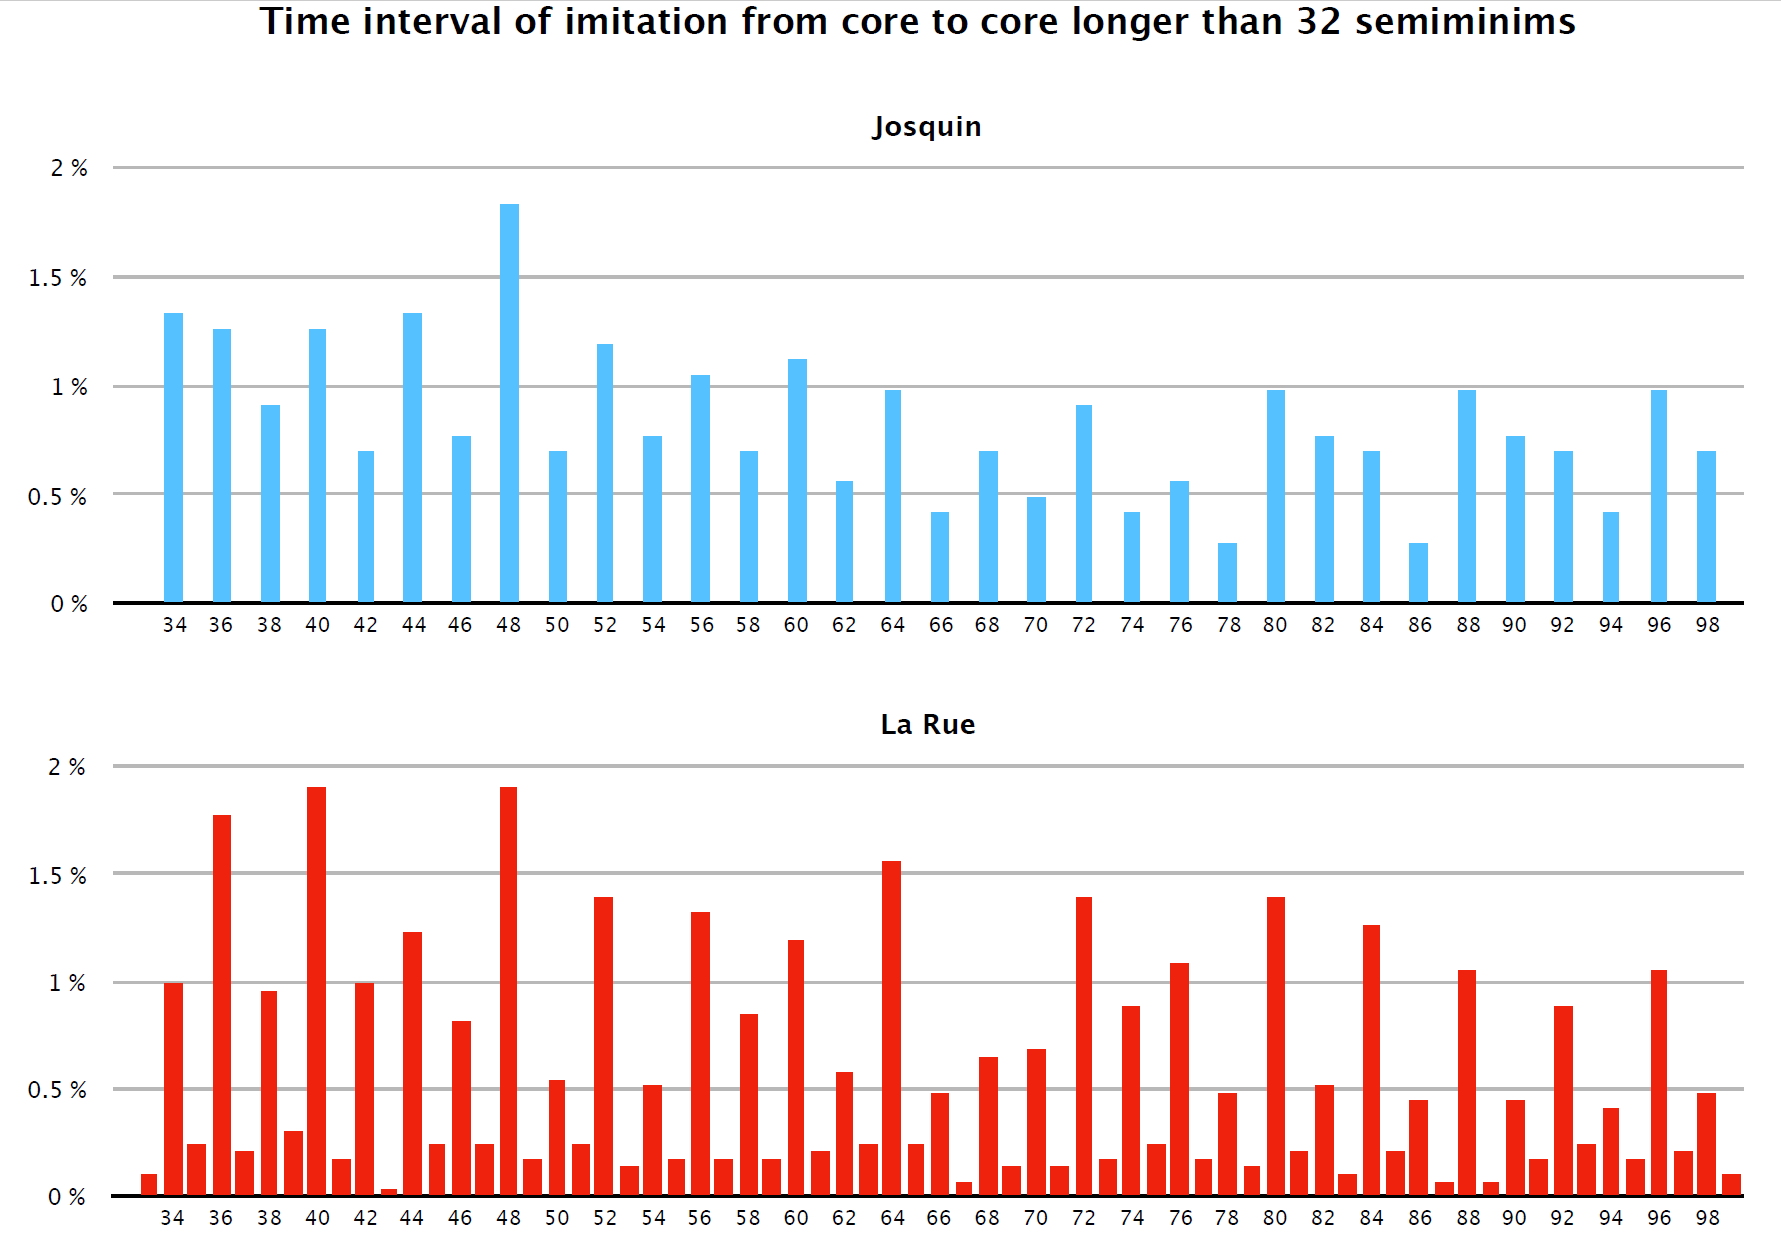 Time interval of imitation from core to core longer than 32 semiminims
Josquin
2 %
1.5 %
1 %
0.5 %
0 %
34 36 38 40 42 44 46 48 50 52 54 56 58 60 62 64 66 68 70 72 74 76 78 80 82 84 86 88 90 92 94 96 98
La Rue
2 %
1.5 %
1 %
0.5 %
0 %
34 36 38 40 42 44 46 48 50 52 54 56 58 60 62 64 66 68 70 72 74 76 78 80 82 84 86 88 90 92 94 96 98